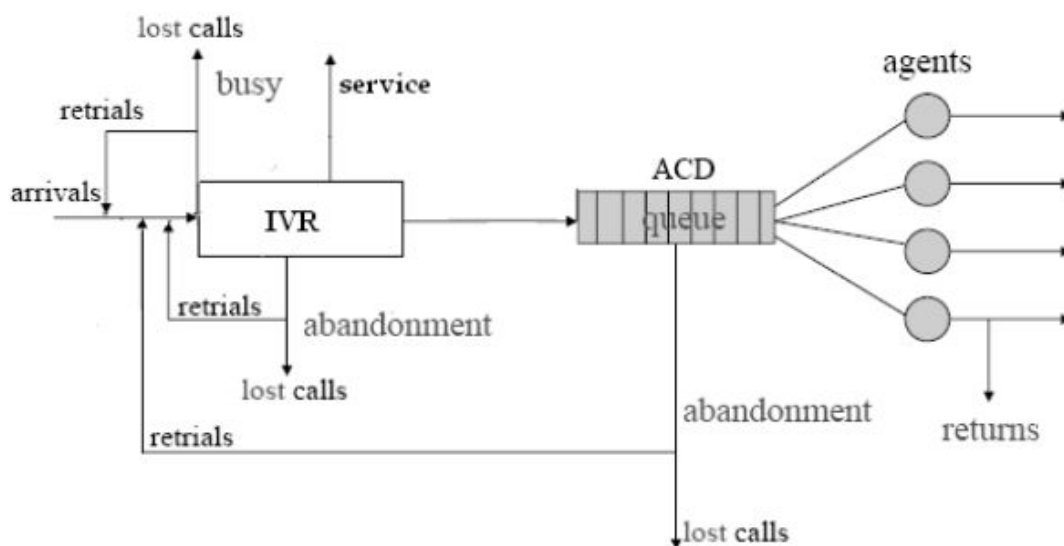 lost calls
busy
service
agents
retrials
ACD
arrivals
IVR
queue
retrials
abandonment
lost calls
abandonment
retrials
returns
lost calls